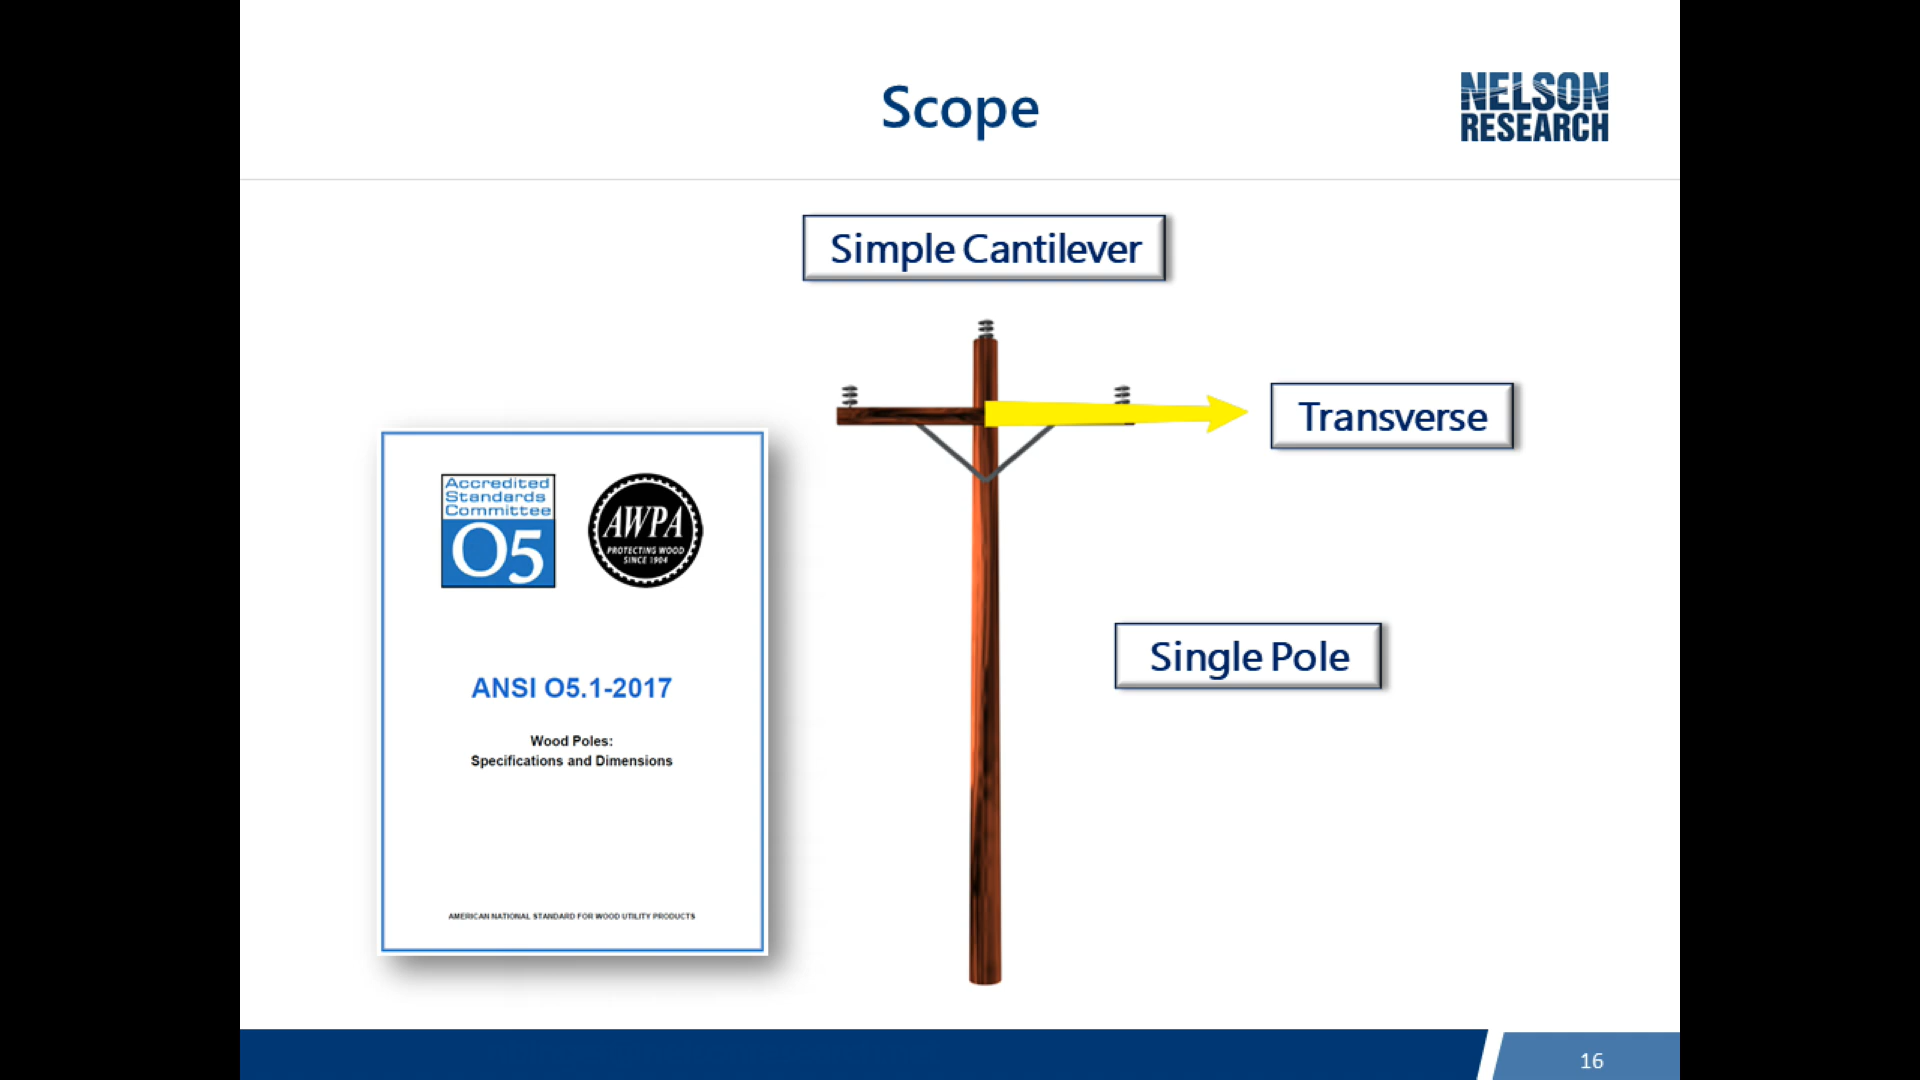 Scope
NELSON
RESEARCH
Simple Cantilever
Transverse
Accredited
Standards
Committee
O5
AWPA
PROTECTING WOOD
SINCE 1904
Single Pole
ANSI O5.1-2017
Wood Poles:
Specifications and Dimensions
AMERICAN NATIONAL STANDARD FOR WOOD UTILITY PRODUCTS
16